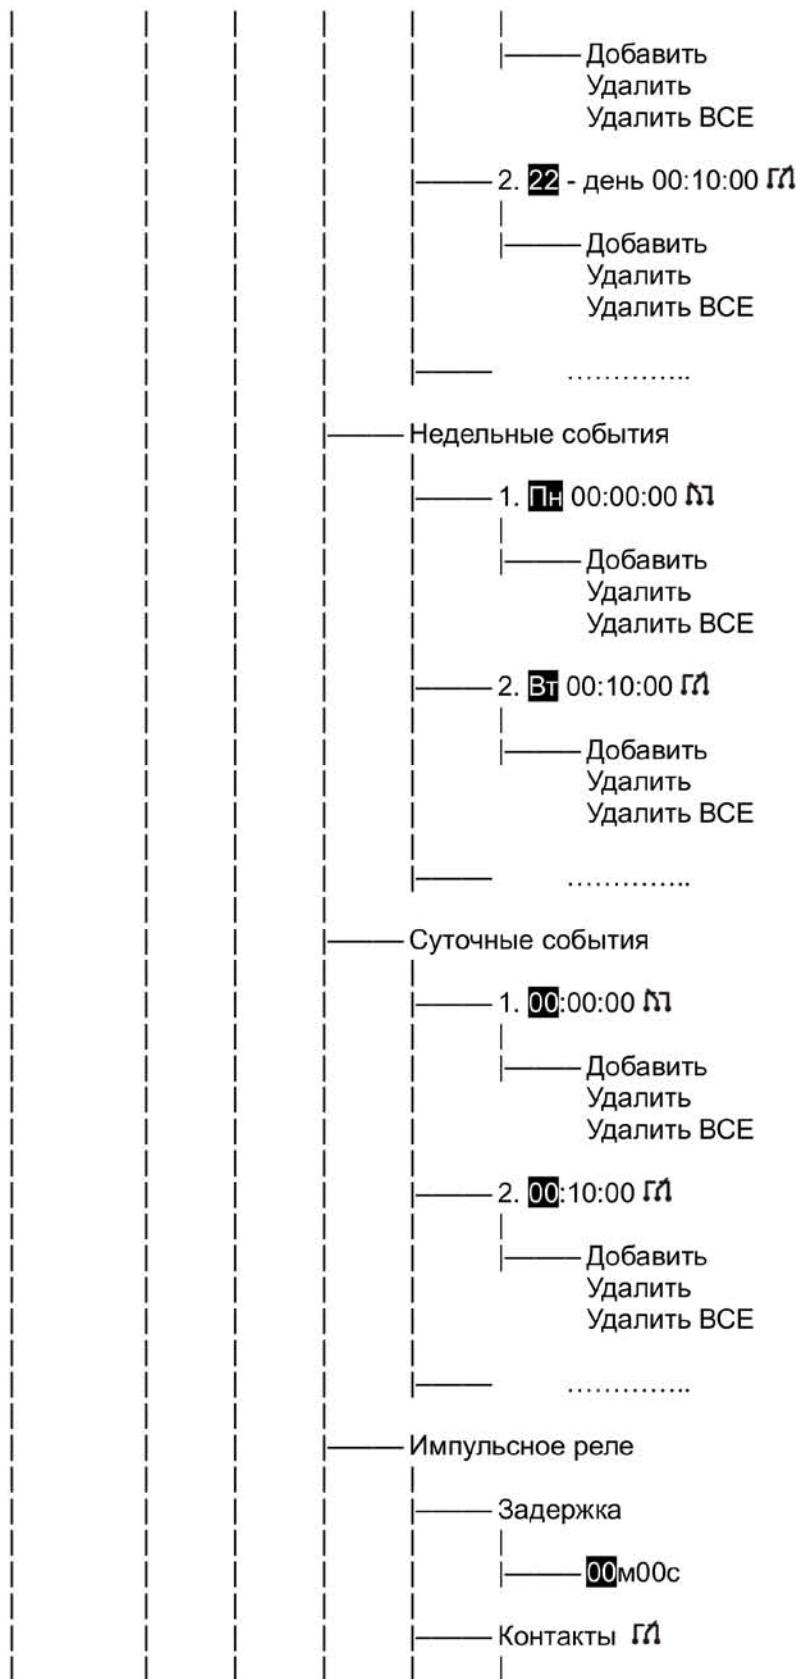 Добавить
Удалить
Удалить ВСЕ
2. 22 - день 00:10:00
Добавить
Удалить
Удалить ВСЕ
..............
Недельные события
1. Пн 00:00:00
Добавить
Удалить
Удалить ВСЕ
2. Вт 00:10:00
Добавить
Удалить
Удалить ВСЕ
..............
Суточные события
1. 00:00:00
Добавить
Удалить
Удалить ВСЕ
2. 00:10:00
Добавить
Удалить
Удалить ВСЕ
..............
Импульсное реле
Задержка
00м00с
Контакты